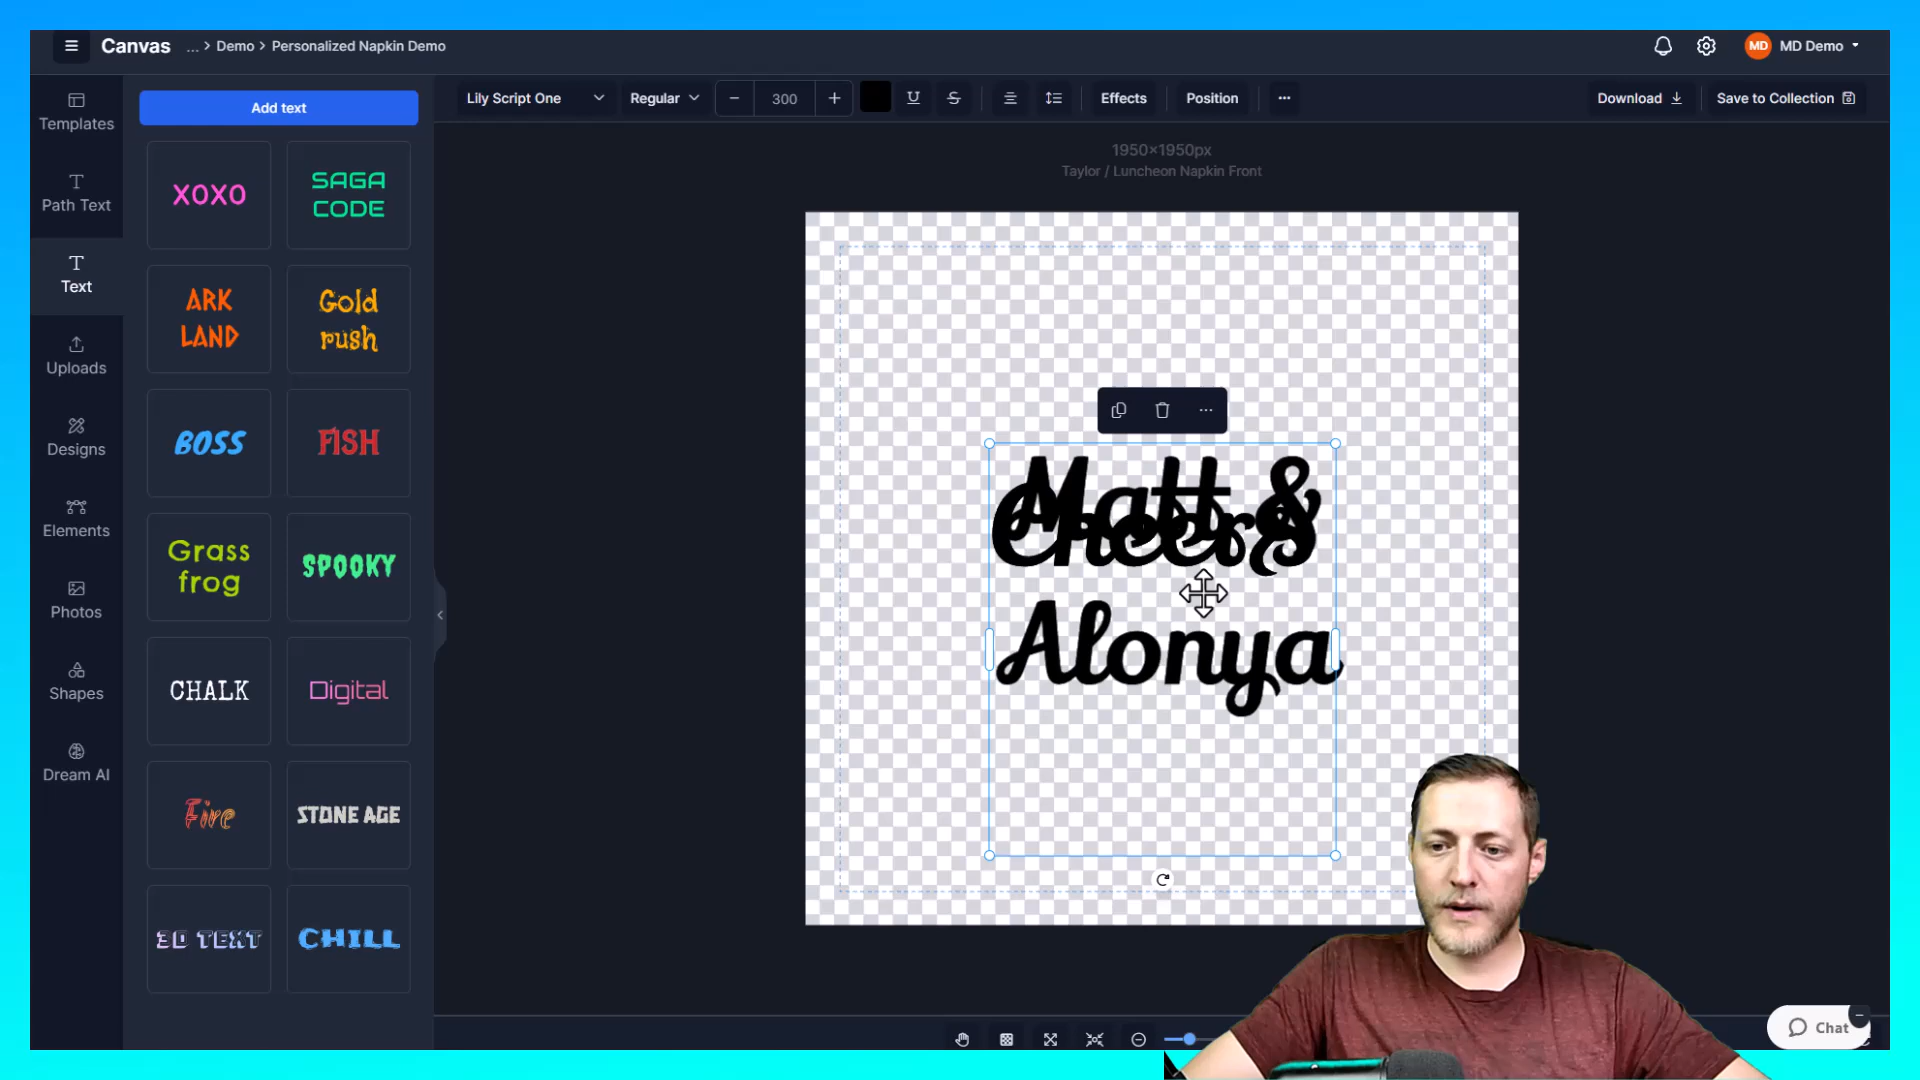 Canvas ... > Demo > Personalized Napkin Demo
MD MD Demo
Templates
Path Text
Text
Uploads
Designs
Elements
Photos
Shapes
Dream AI
Add text
XOXO
SAGA
CODE
ARK
LAND
Gold
rush
BOSS
FISH
Grass
frog
SPOOKY
CHALK
Digital
Fire
STONE AGE
3D TEXT
CHILL
Lily Script One
Regular
300
Effects
Position
Download
Save to Collection
1950×1950px
Taylor / Luncheon Napkin Front
Matt &
Cheers
Alonya
Chat